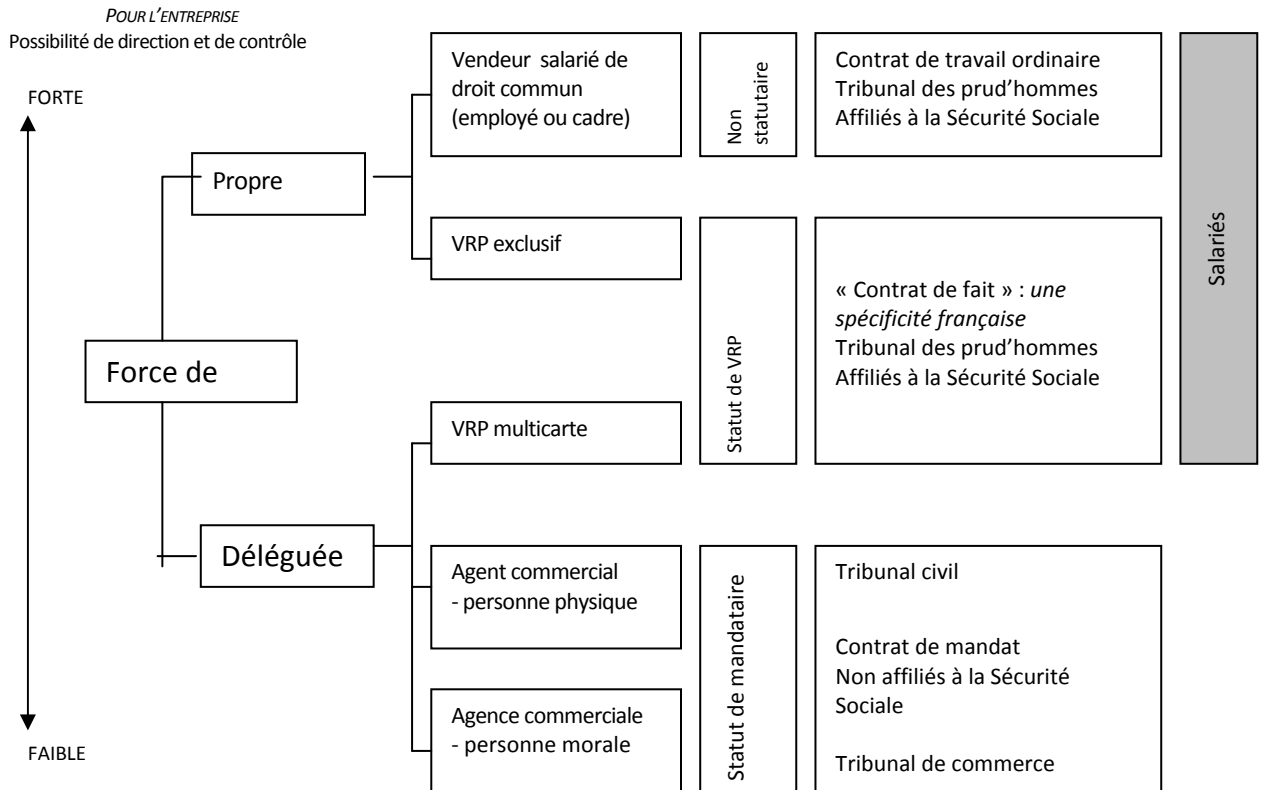 POUR L'ENTREPRISE
Possibilité de direction et de contrôle
FORTE
FAIBLE
Force de
Propre
Déléguée
Vendeur salarié de
droit commun
(employé ou cadre)
Non
statutaire
Contrat de travail ordinaire
Tribunal des prud’hommes
Affiliés à la Sécurité Sociale
VRP exclusif
VRP multicarte
Statut de VRP
« Contrat de fait » : une
spécificité française
Tribunal des prud’hommes
Affiliés à la Sécurité Sociale
Salariés
Agent commercial
- personne physique
Agence commerciale
- personne morale
Statut de mandataire
Tribunal civil
Contrat de mandat
Non affiliés à la Sécurité
Sociale
Tribunal de commerce